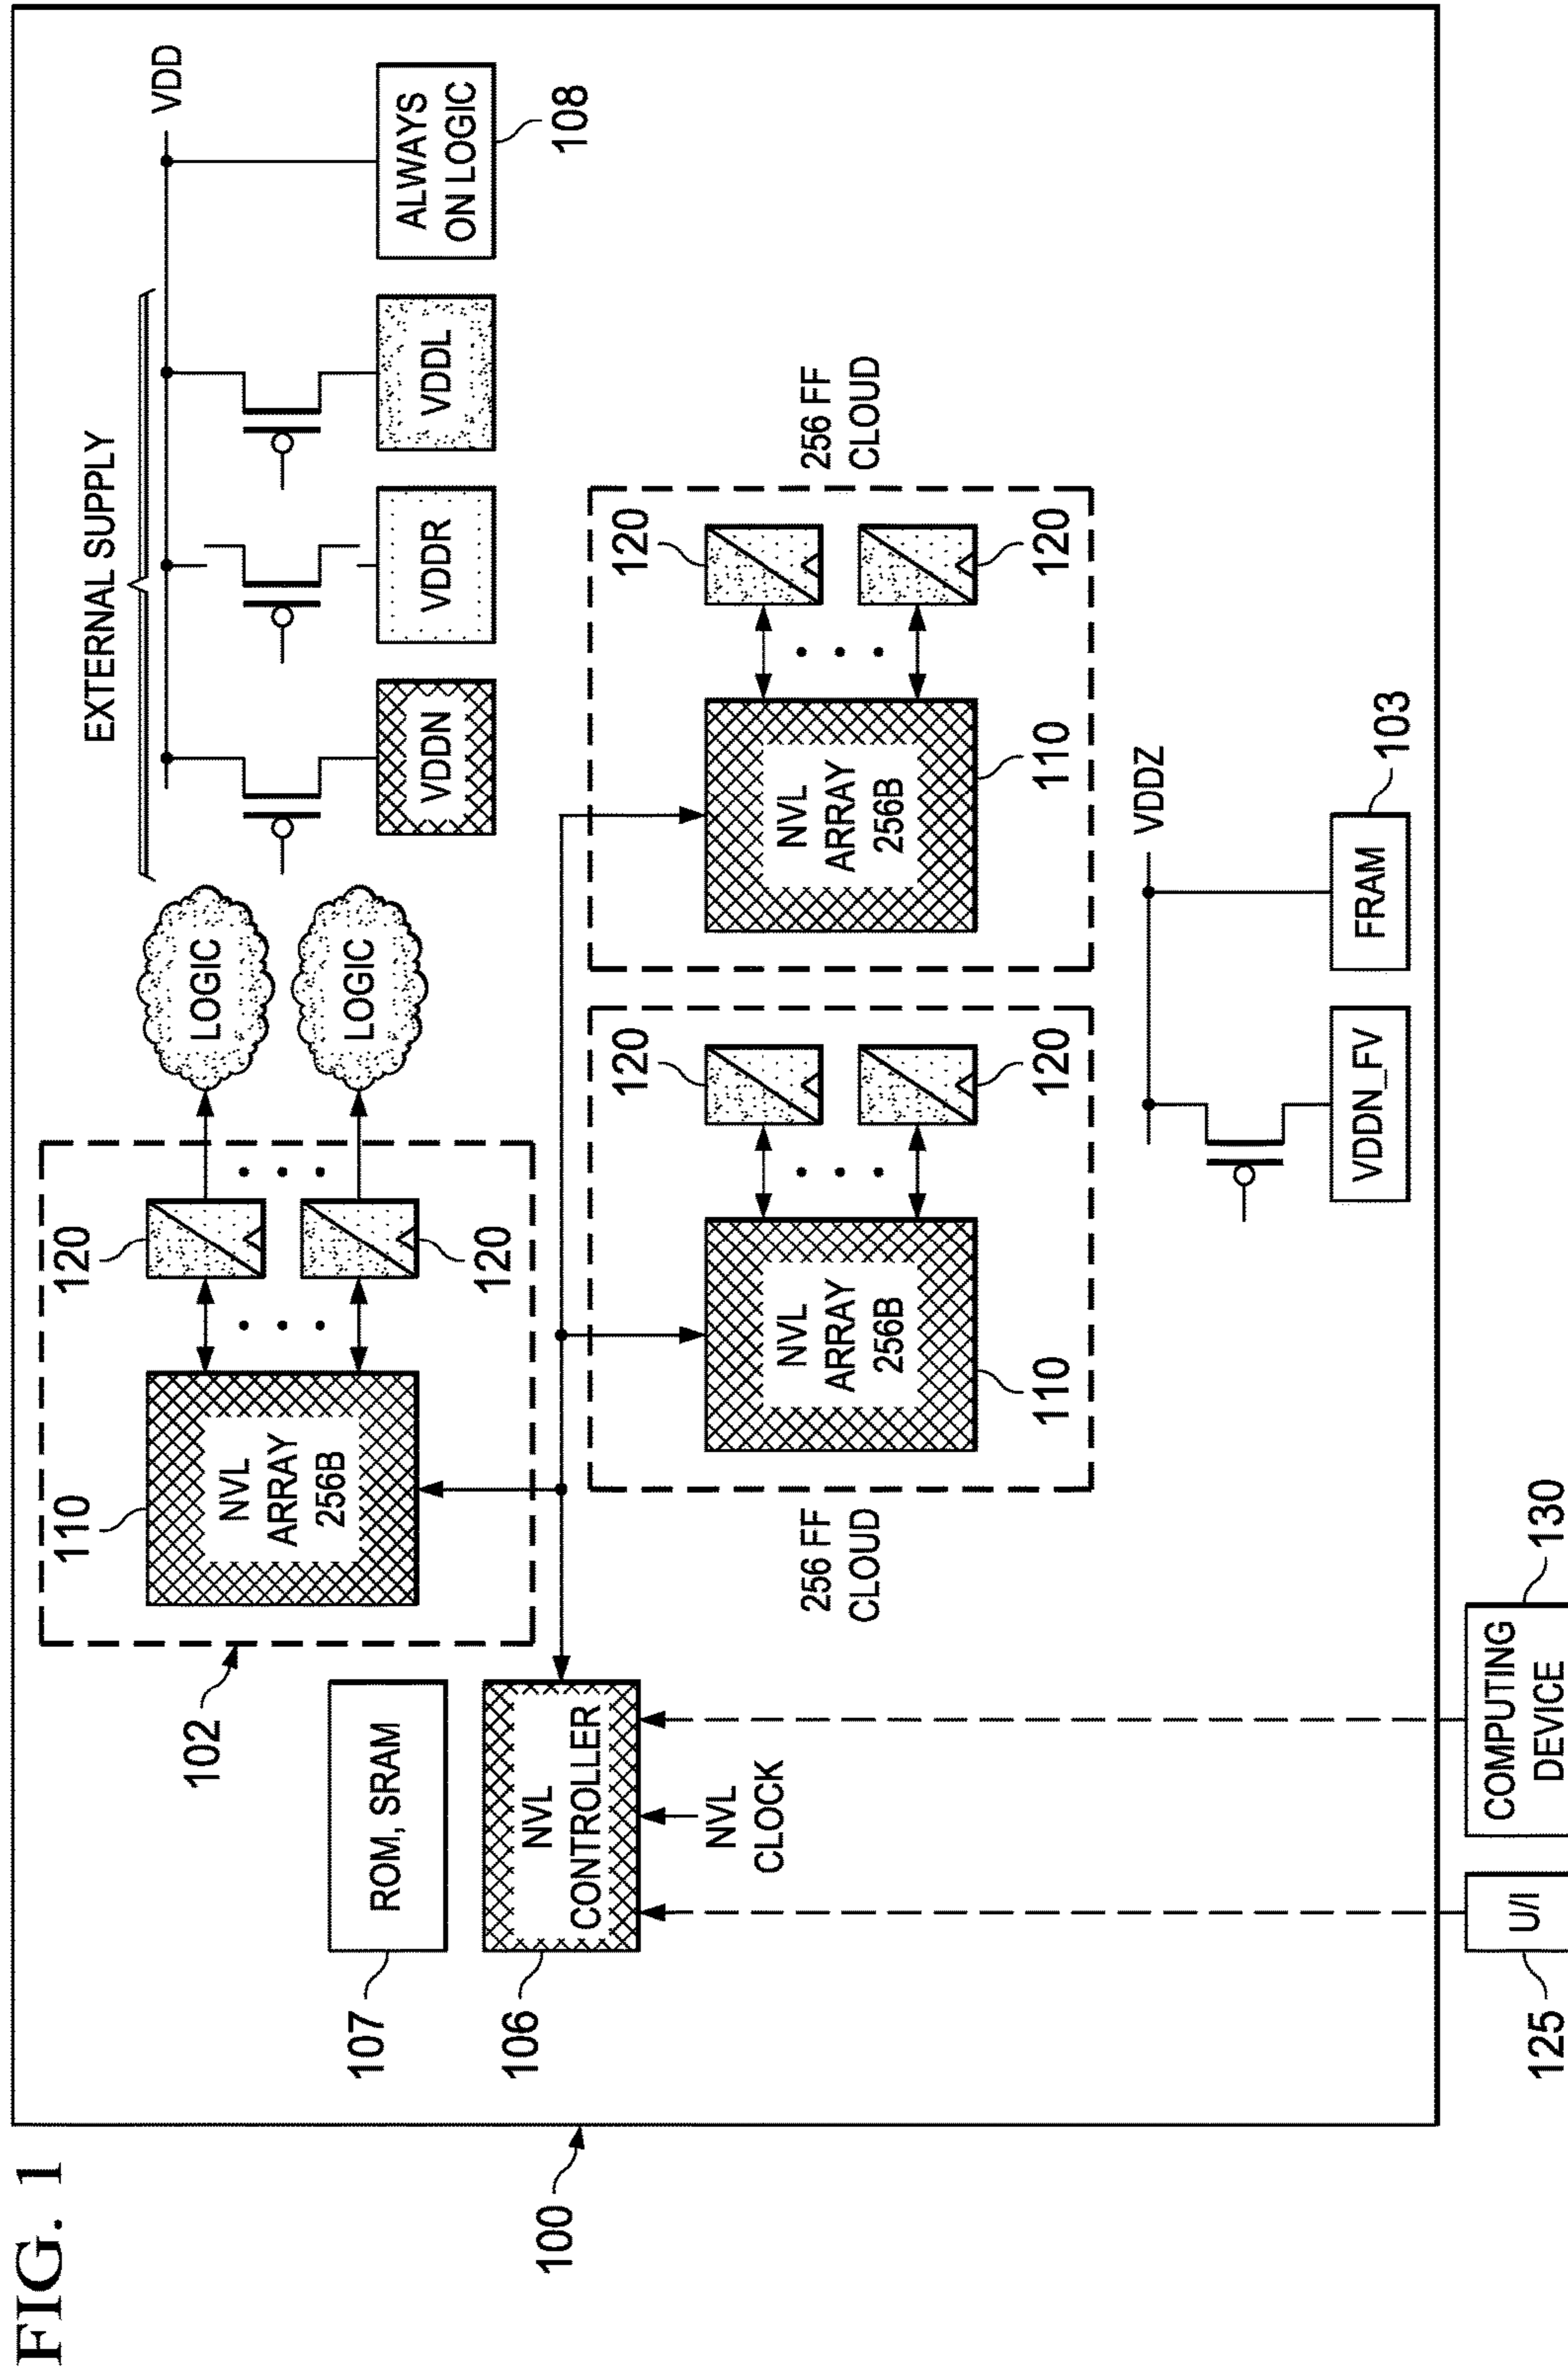 FIG. 1
100
102
110
NVL
ARRAY
256B
120
120
LOGIC
LOGIC
EXTERNAL SUPPLY
VDD
VDDN
VDDR
VDDL
ALWAYS
ON LOGIC
108
107
ROM, SRAM
106
NVL
CONTROLLER
NVL
CLOCK
256 FF
CLOUD
NVL
ARRAY
256B
110
120
120
256 FF
CLOUD
NVL
ARRAY
256B
110
120
120
VDDZ
VDDN_FV
FRAM
103
125
U/I
COMPUTING
DEVICE
130